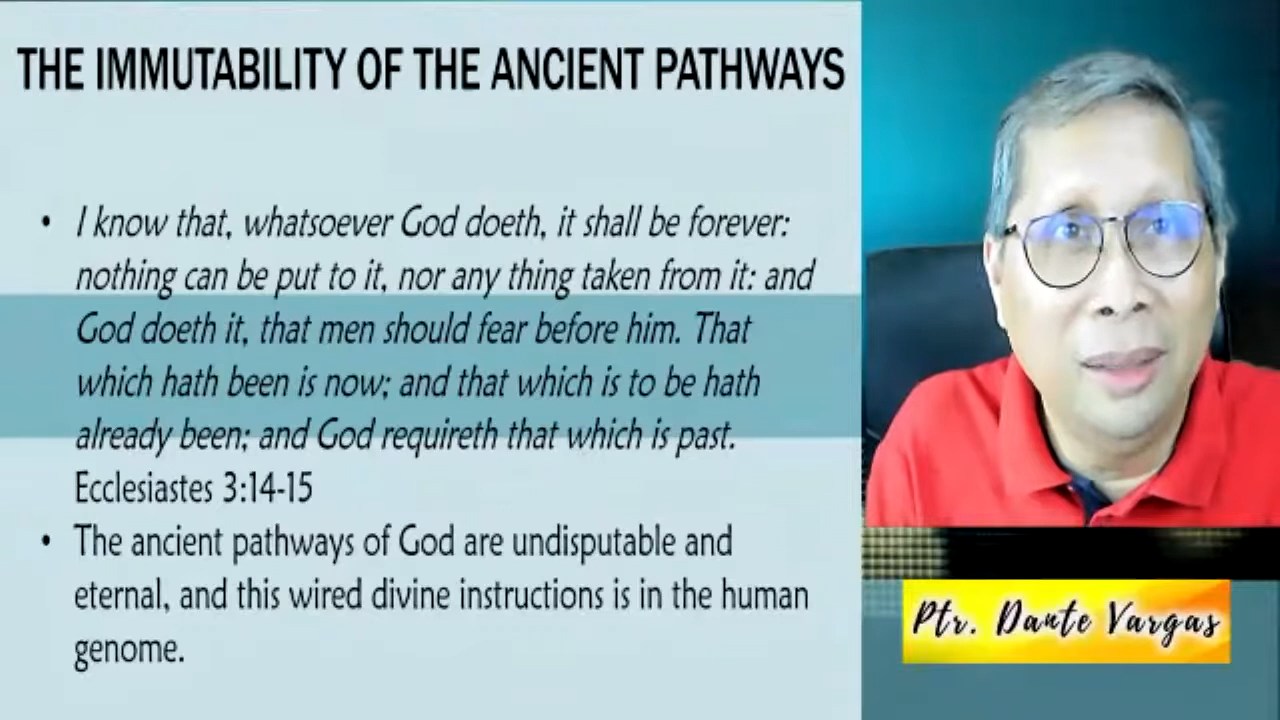 THE IMMUTABILITY OF THE ANCIENT PATHWAYS
• I know that, whatsoever God doeth, it shall be forever:
nothing can be put to it, nor any thing taken from it: and
God doeth it, that men should fear before him. That
which hath been is now; and that which is to be hath
already been; and God requireth that which is past.
Ecclesiastes 3:14-15
• The ancient pathways of God are undisputable and
eternal, and this wired divine instructions is in the human
genome.
Ptr. Dante Vargas